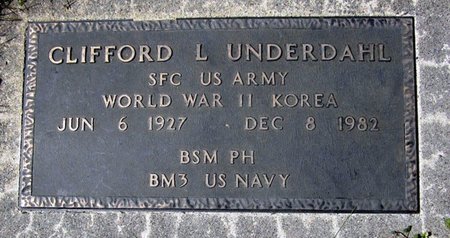 CLIFFORD L UNDERDAHL
SFC US ARMY
WORLD WAR II KOREA
JUN 6 1927 - DEC 8 1982
BSM PH
BM3 US NAVY